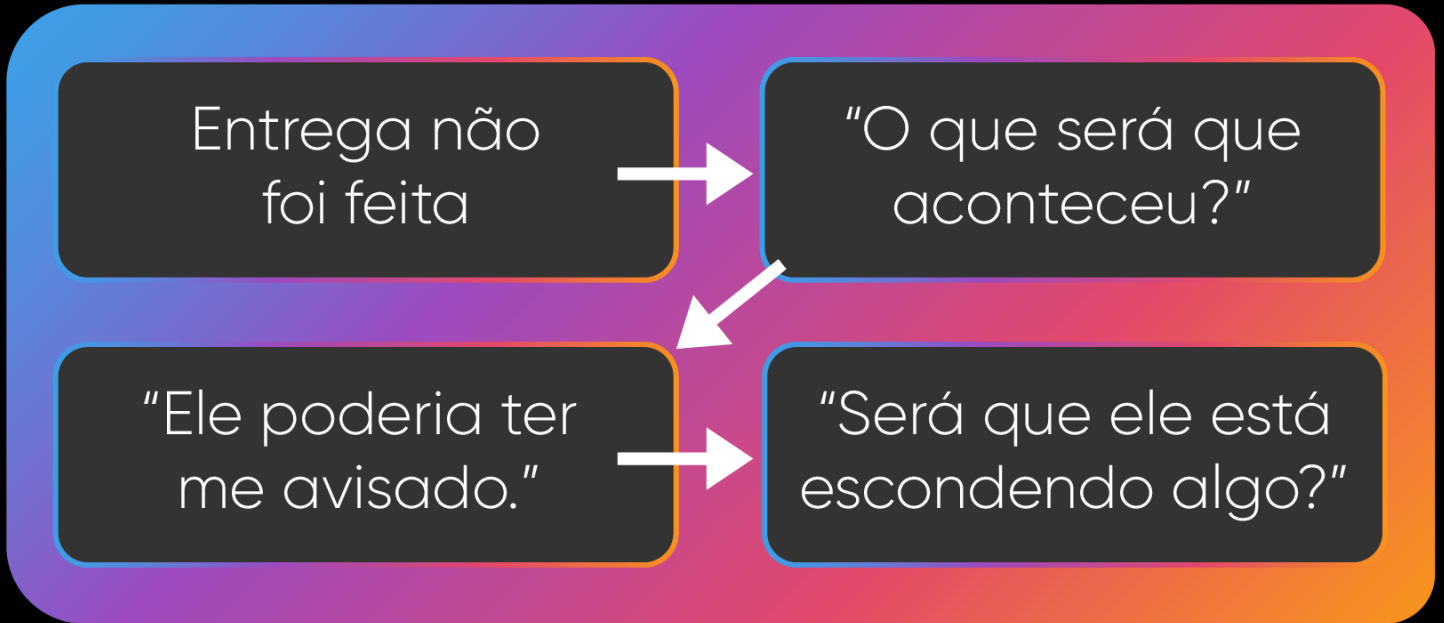 Entrega não
foi feita
“O que será que
aconteceu?”
“Ele poderia ter
me avisado.”
“Será que ele está
escondendo algo?”